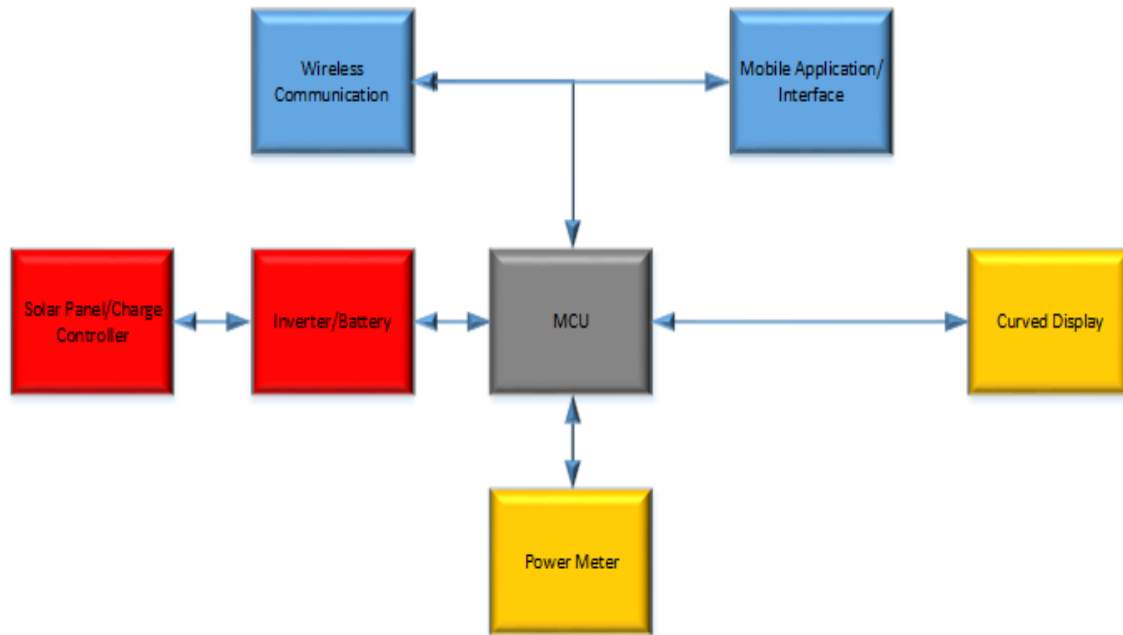 Wireless
Communication
Mobile Application/
Interface
Solar Panel/Charge
Controller
Inverter/Battery
MCU
Curved Display
Power Meter